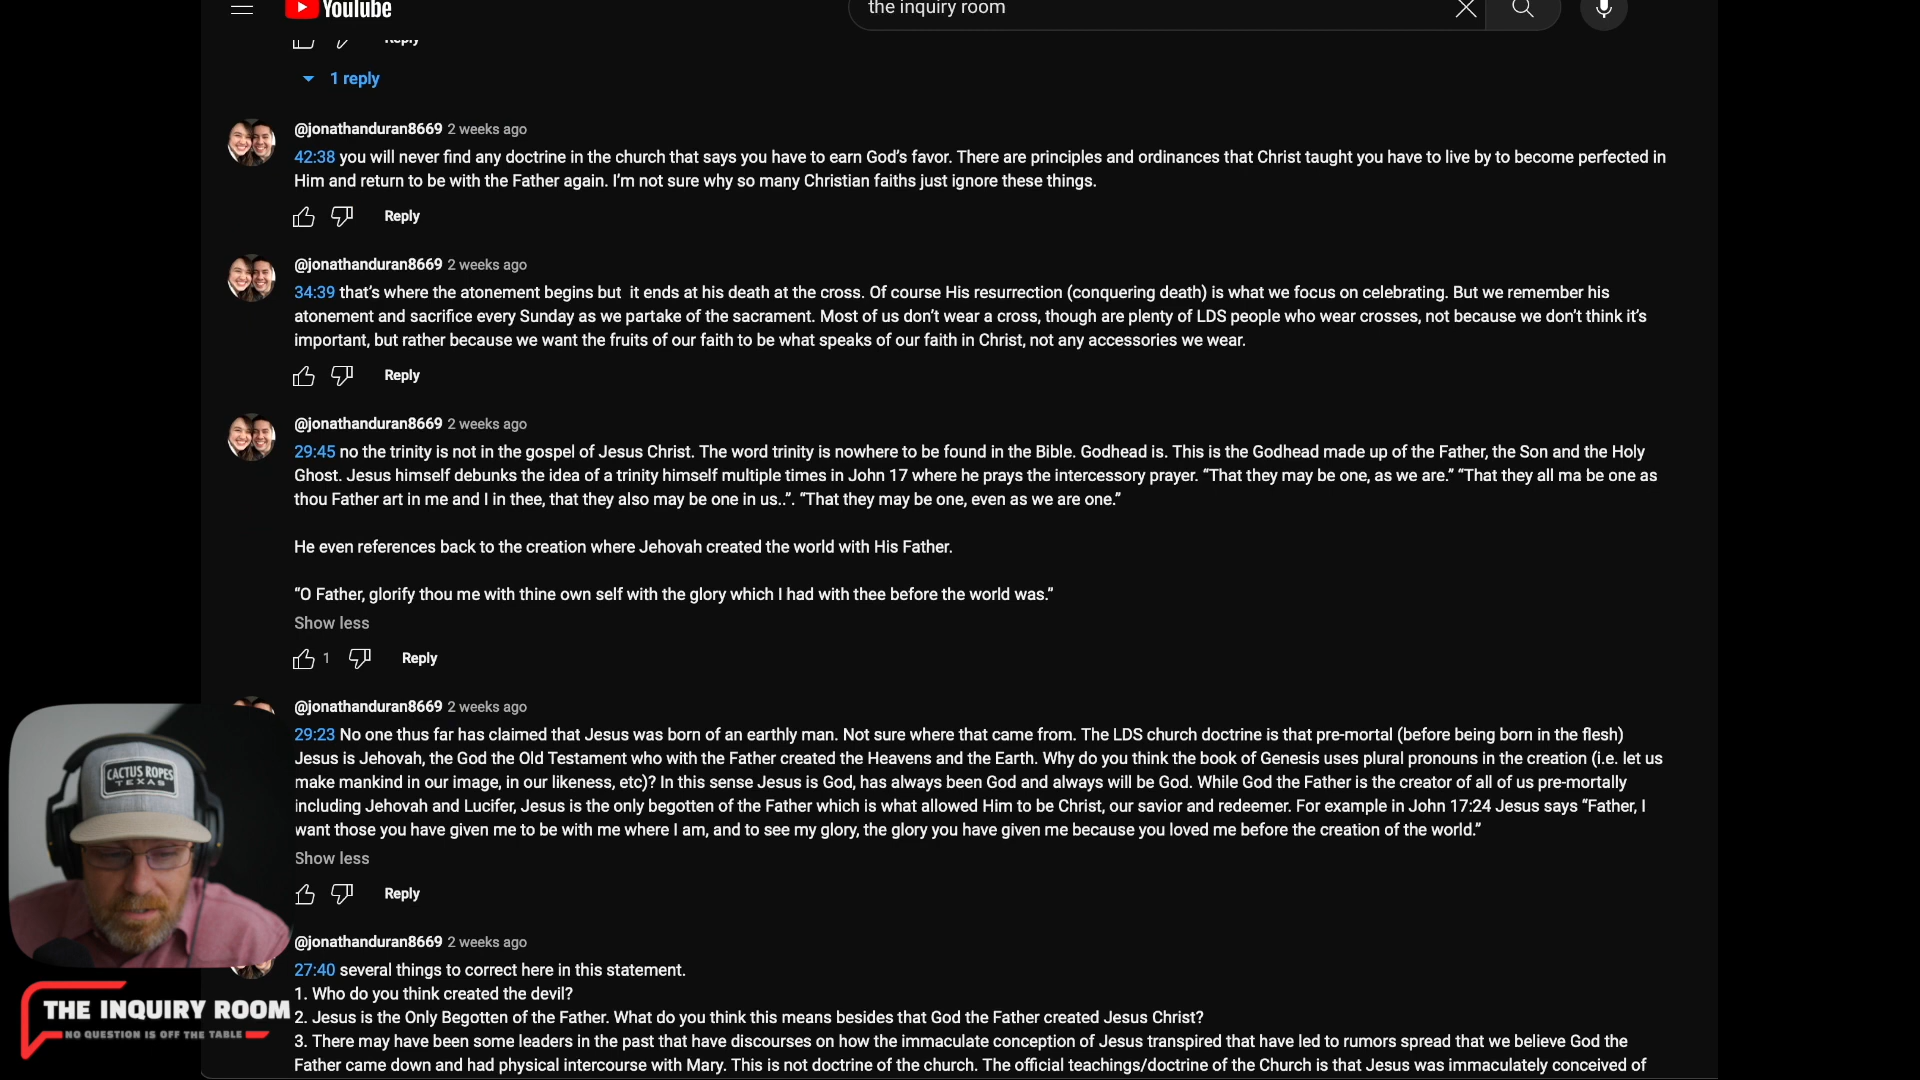 YouTube
the inquiry room
Reply
1 reply
@jonathanduran8669 2 weeks ago
42:38 you will never find any doctrine in the church that says you have to earn God's favor. There are principles and ordinances that Christ taught you have to live by to become perfected in
Him and return to be with the Father again. I'm not sure why so many Christian faiths just ignore these things.
Reply
@jonathanduran8669 2 weeks ago
34:39 that's where the atonement begins but  it ends at his death at the cross. Of course His resurrection (conquering death) is what we focus on celebrating. But we remember his
atonement and sacrifice every Sunday as we partake of the sacrament. Most of us don't wear a cross, though are plenty of LDS people who wear crosses, not because we don't think it's
important, but rather because we want the fruits of our faith to be what speaks of our faith in Christ, not any accessories we wear.
Reply
@jonathanduran8669 2 weeks ago
29:45 no the trinity is not in the gospel of Jesus Christ. The word trinity is nowhere to be found in the Bible. Godhead is. This is the Godhead made up of the Father, the Son and the Holy
Ghost. Jesus himself debunks the idea of a trinity himself multiple times in John 17 where he prays the intercessory prayer. "That they may be one, as we are." "That they all ma be one as
thou Father art in me and I in thee, that they also may be one in us..". "That they may be one, even as we are one."
He even references back to the creation where Jehovah created the world with His Father.
"O Father, glorify thou me with thine own self with the glory which I had with thee before the world was."
Show less
1 Reply
@jonathanduran8669 2 weeks ago
29:23 No one thus far has claimed that Jesus was born of an earthly man. Not sure where that came from. The LDS church doctrine is that pre-mortal (before being born in the flesh)
Jesus is Jehovah, the God the Old Testament who with the Father created the Heavens and the Earth. Why do you think the book of Genesis uses plural pronouns in the creation (i.e. let us
make mankind in our image, in our likeness, etc)? In this sense Jesus is God, has always been God and always will be God. While God the Father is the creator of all of us pre-mortally
including Jehovah and Lucifer, Jesus is the only begotten of the Father which is what allowed Him to be Christ, our savior and redeemer. For example in John 17:24 Jesus says "Father, I
want those you have given me to be with me where I am, and to see my glory, the glory you have given me because you loved me before the creation of the world."
Show less
Reply
@jonathanduran8669 2 weeks ago
27:40 several things to correct here in this statement.
1. Who do you think created the devil?
2. Jesus is the Only Begotten of the Father. What do you think this means besides that God the Father created Jesus Christ?
3. There may have been some leaders in the past that have discourses on how the immaculate conception of Jesus transpired that have led to rumors spread that we believe God the
Father came down and had physical intercourse with Mary. This is not doctrine of the church. The official teachings/doctrine of the Church is that Jesus was immaculately conceived of
CACTUS ROPES
TEXAS
THE INQUIRY ROOM
NO QUESTION IS OFF THE TABLE